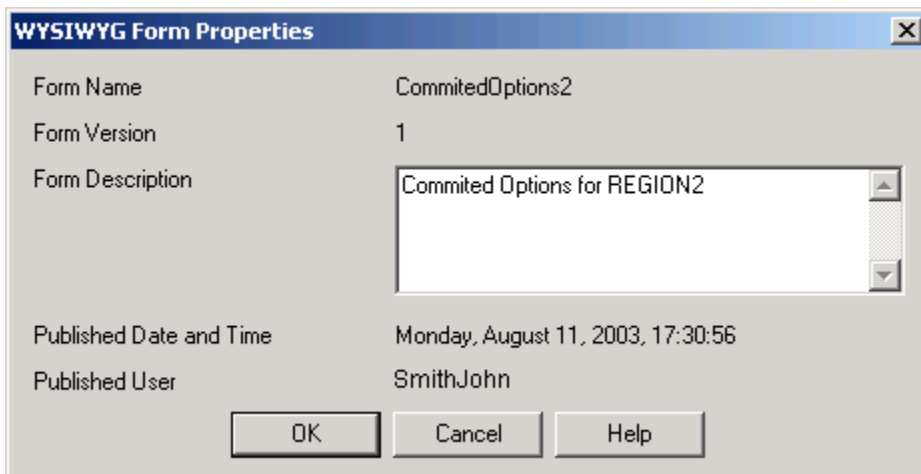 WYSIWYG Form Properties
Form Name CommitedOptions2
Form Version 1
Form Description Commited Options for REGION2
Published Date and Time Monday, August 11, 2003, 17:30:56
Published User SmithJohn
OK Cancel Help